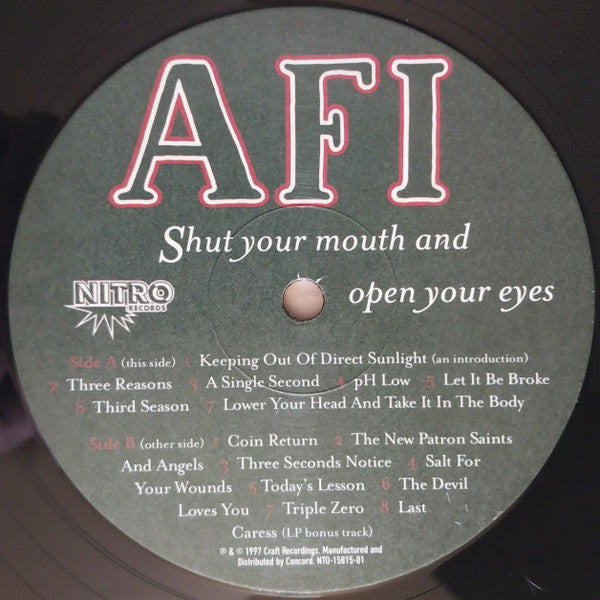 AFI
Shut your mouth and
open your eyes
NITRO
RECORDS
Side A (this side) 1 Keeping Out Of Direct Sunlight (an introduction)
2 Three Reasons 3 A Single Second 4 pH Low 5 Let It Be Broke
6 Third Season 7 Lower Your Head And Take It In The Body
Side B (other side) 1 Coin Return 2 The New Patron Saints
And Angels 3 Three Seconds Notice 4 Salt For
Your Wounds 5 Today's Lesson 6 The Devil
Loves You 7 Triple Zero 8 Last
Caress (LP bonus track)
℗ & © 1997 Craft Recordings. Manufactured and
Distributed by Concord. NTO-15815-01